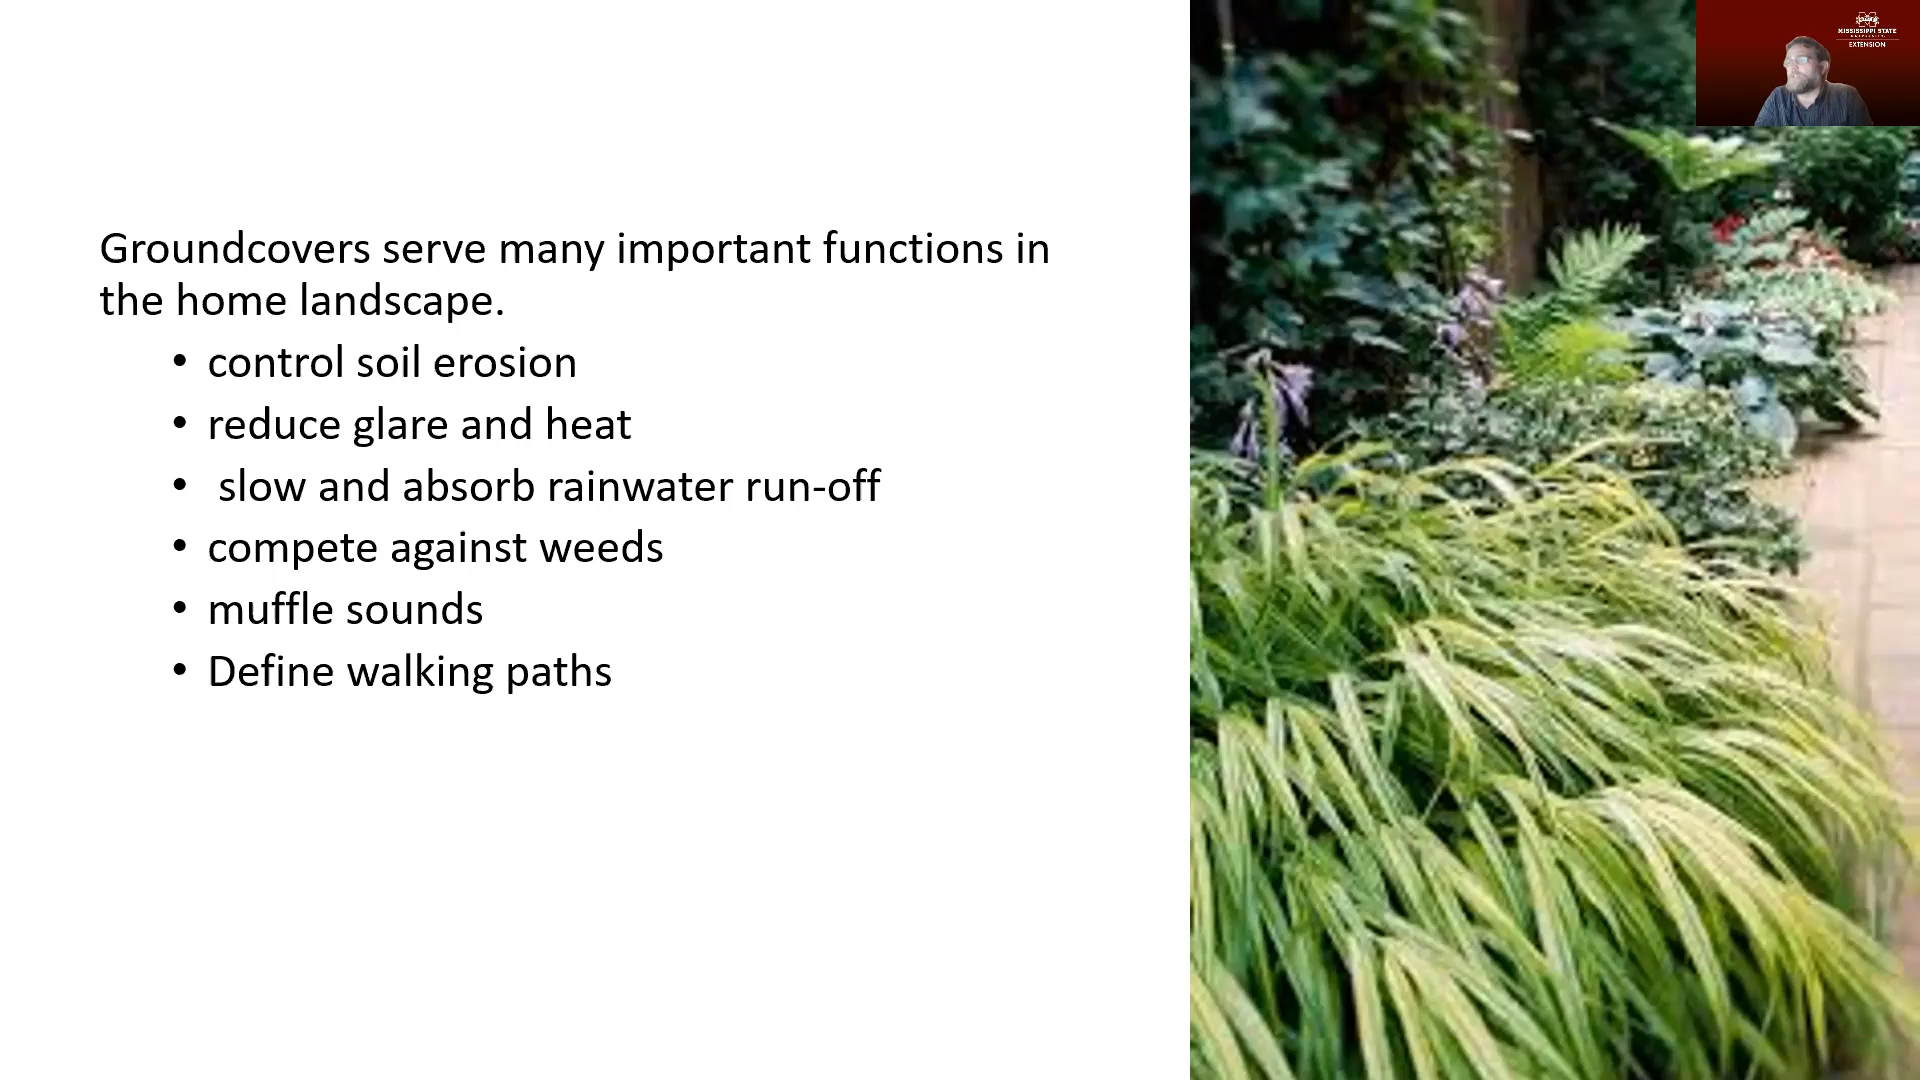 MISSISSIPPI STATE
UNIVERSITY
EXTENSION
Groundcovers serve many important functions in
the home landscape.
• control soil erosion
• reduce glare and heat
• slow and absorb rainwater run-off
• compete against weeds
• muffle sounds
• Define walking paths